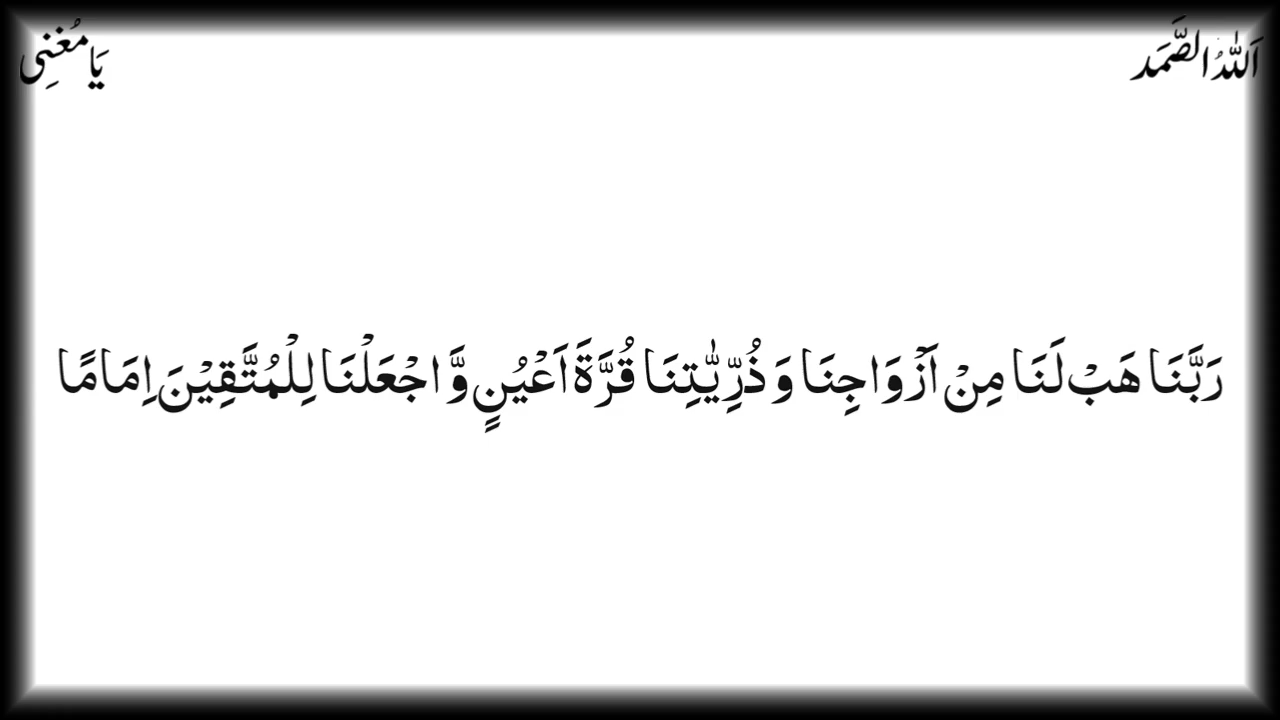 اَللّٰهُ الصَّمَد
يَا مُغْنِی
رَبَّنَا هَبْ لَنَا مِنْ اَزْوَاجِنَا وَ ذُرِّیّٰتِنَا قُرَّةَ اَعْیُنٍ وَّ اجْعَلْنَا لِلْمُتَّقِیْنَ اِمَامًا